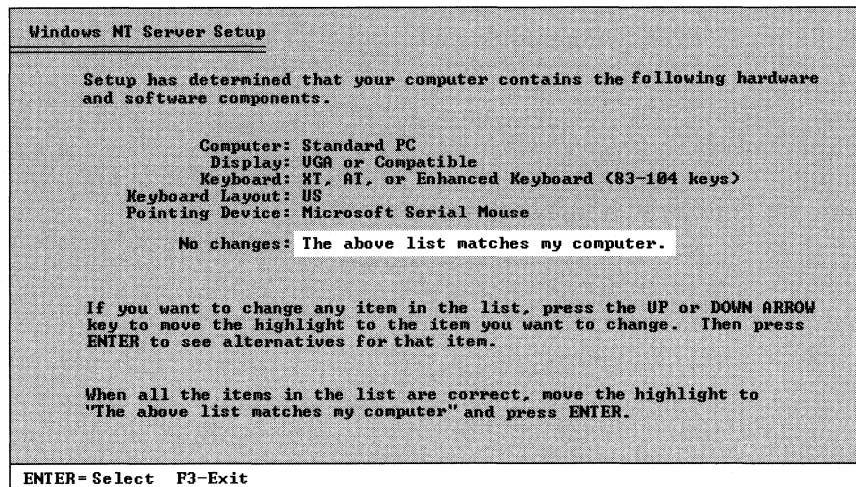 Windows NT Server Setup
Setup has determined that your computer contains the following hardware
and software components.
Computer: Standard PC
Display: VGA or Compatible
Keyboard: XT, AT, or Enhanced Keyboard (83-104 keys)
Keyboard Layout: US
Pointing Device: Microsoft Serial Mouse
No changes: The above list matches my computer.
If you want to change any item in the list, press the UP or DOWN ARROW
key to move the highlight to the item you want to change. Then press
ENTER to see alternatives for that item.
When all the items in the list are correct, move the highlight to
"The above list matches my computer" and press ENTER.
ENTER=Select F3-Exit